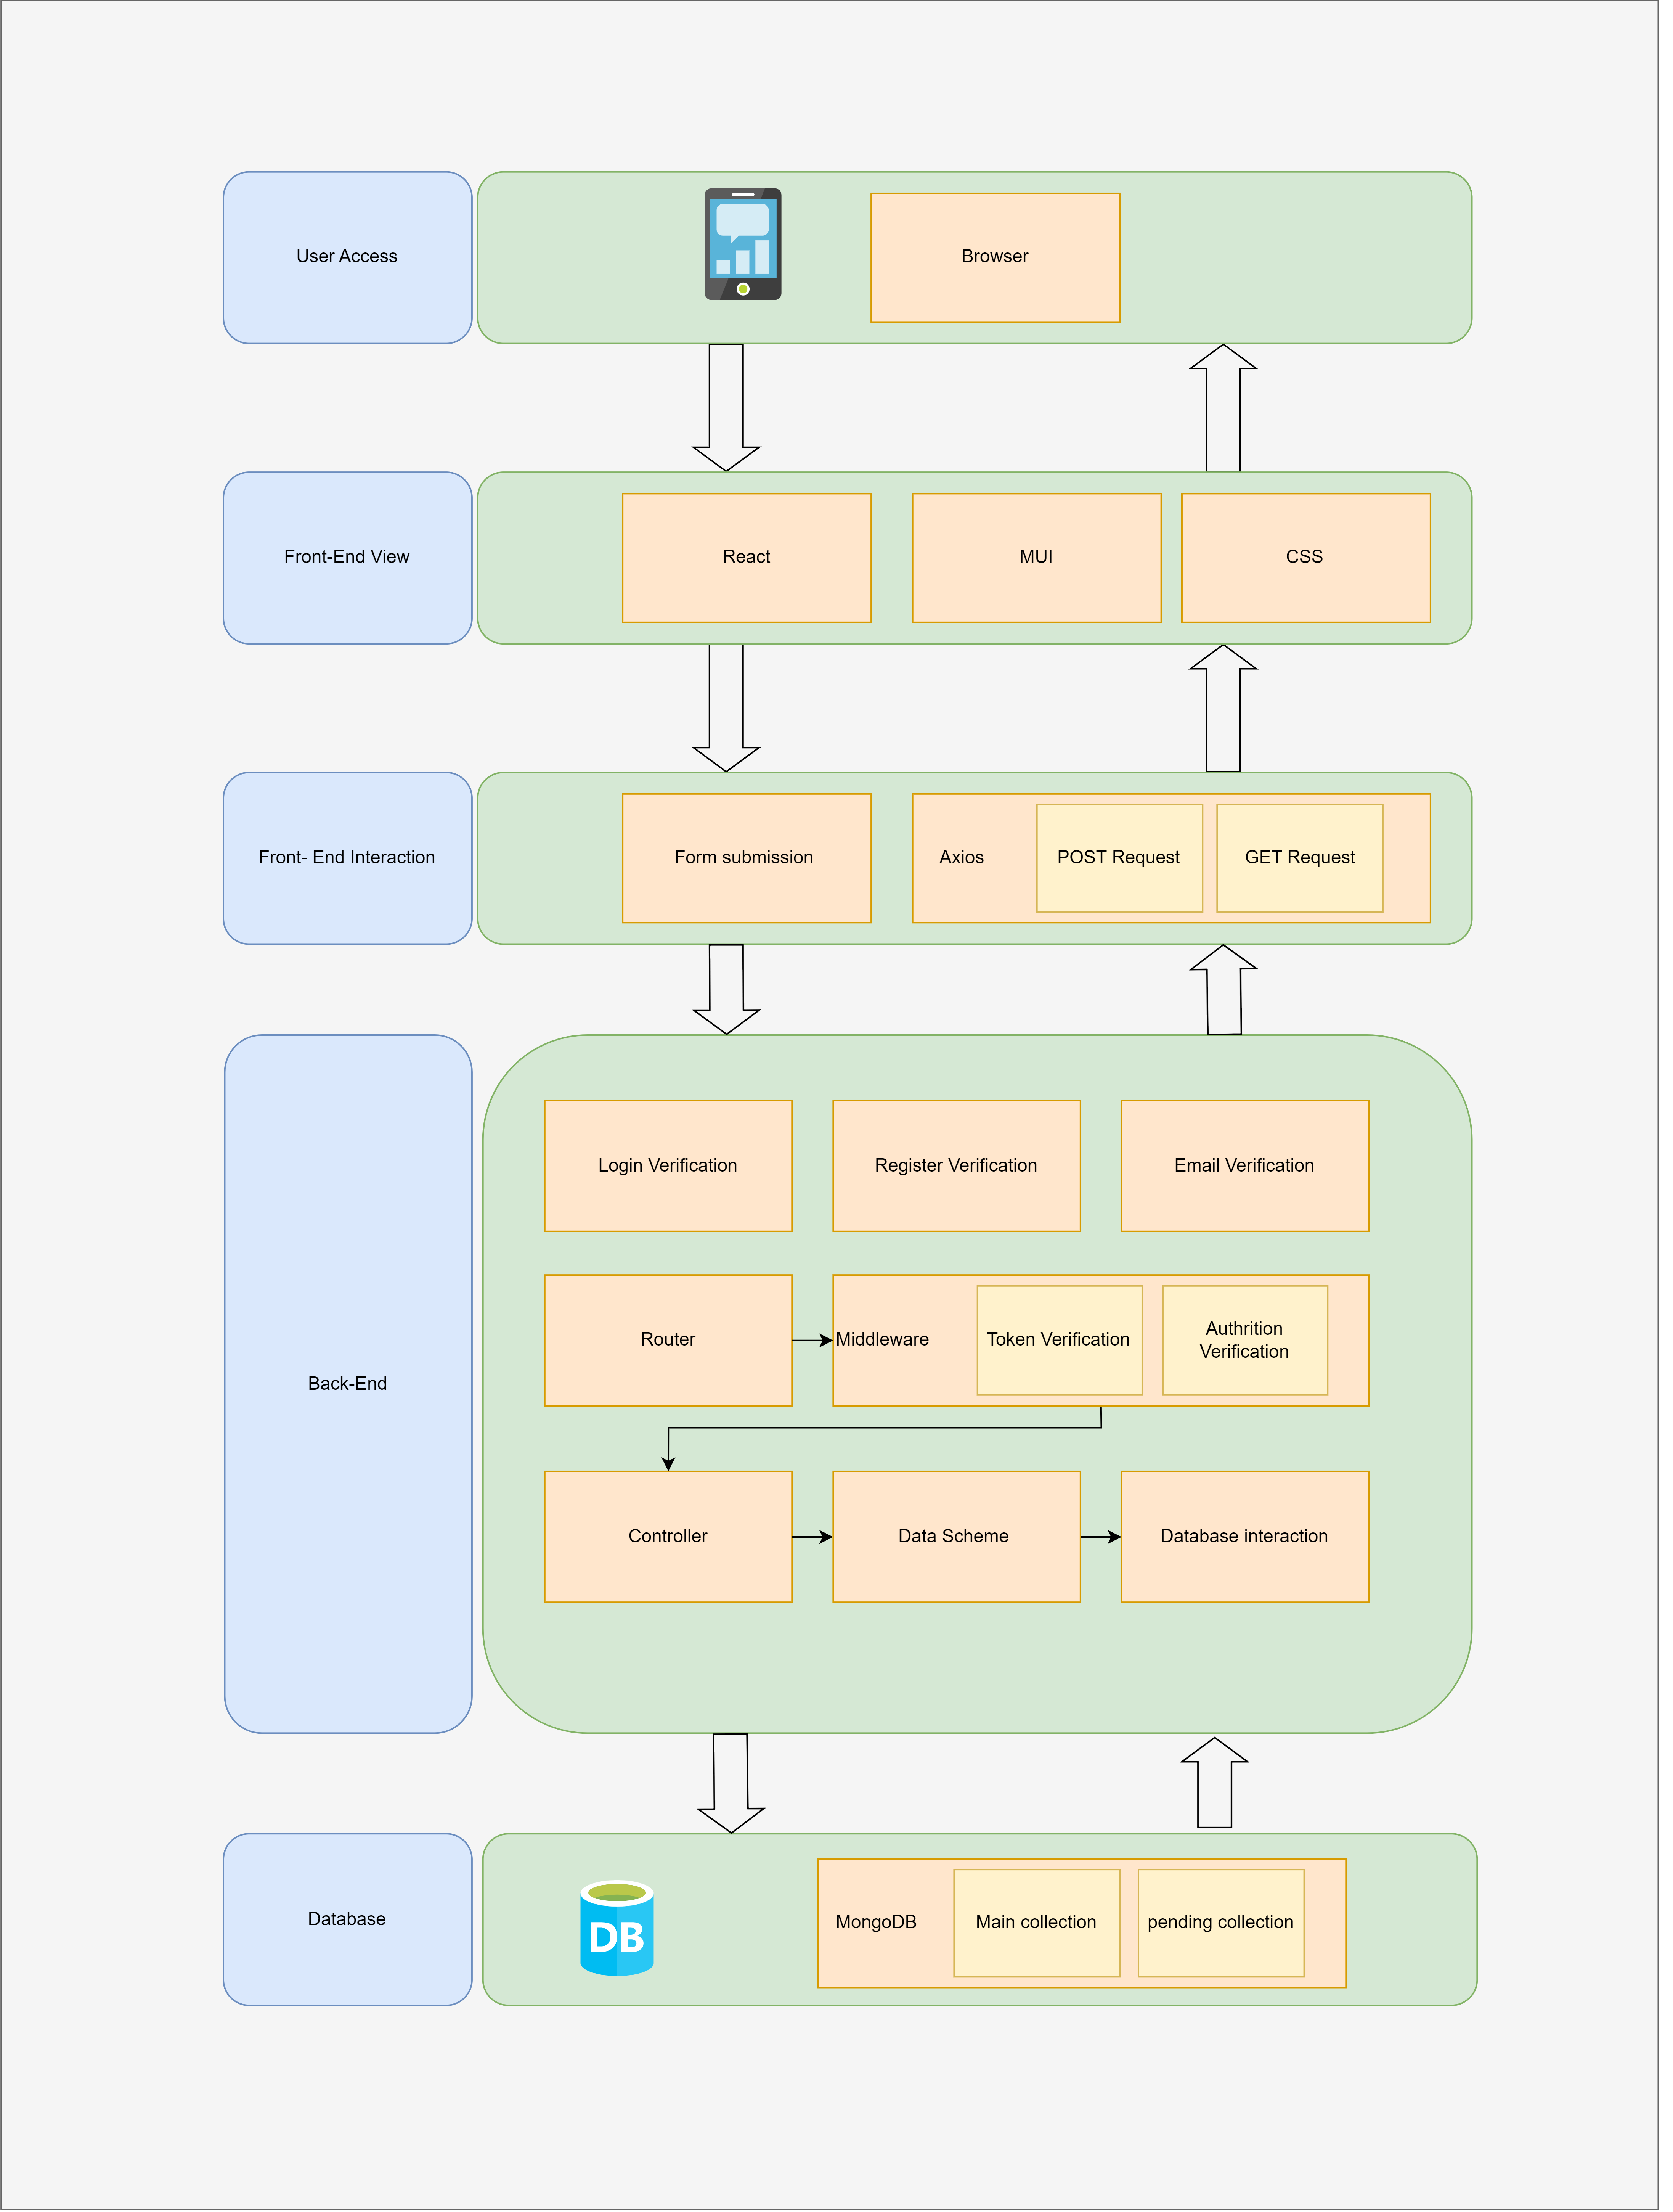 User Access
Browser
Front-End View
React
MUI
CSS
Front- End Interaction
Form submission
Axios
POST Request
GET Request
Back-End
Login Verification
Register Verification
Email Verification
Router
Middleware
Token Verification
Authrition
Verification
Controller
Data Scheme
Database interaction
Database
DB
MongoDB
Main collection
pending collection